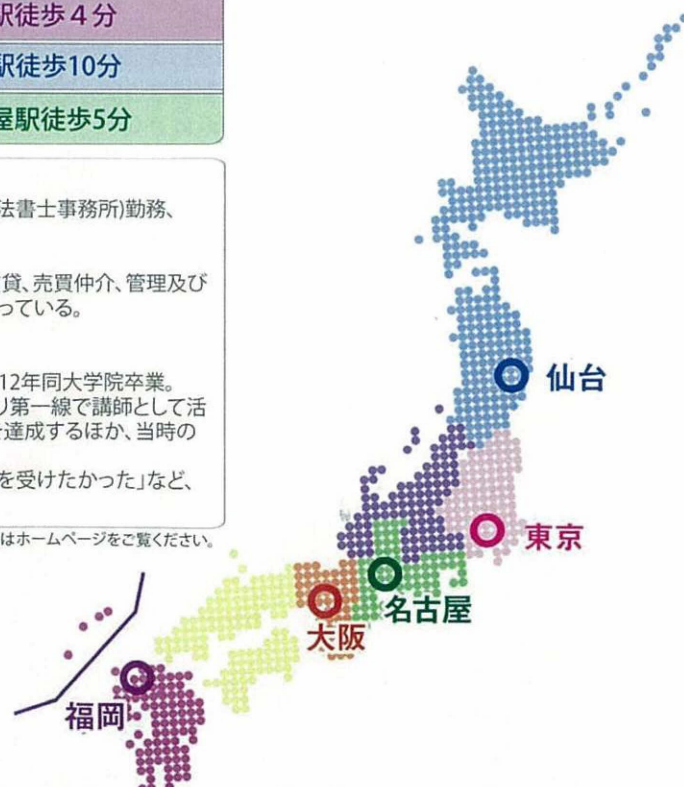 駅徒歩4分
駅徒歩10分
屋駅徒歩5分
法書士事務所)勤務、
貸、売買仲介、管理及び
っている。
12年同大学院卒業。
り第一線で講師として活
を達成するほか、当時の
を受けたかった」など、
はホームページをご覧ください。
仙台
東京
名古屋
大阪
福岡